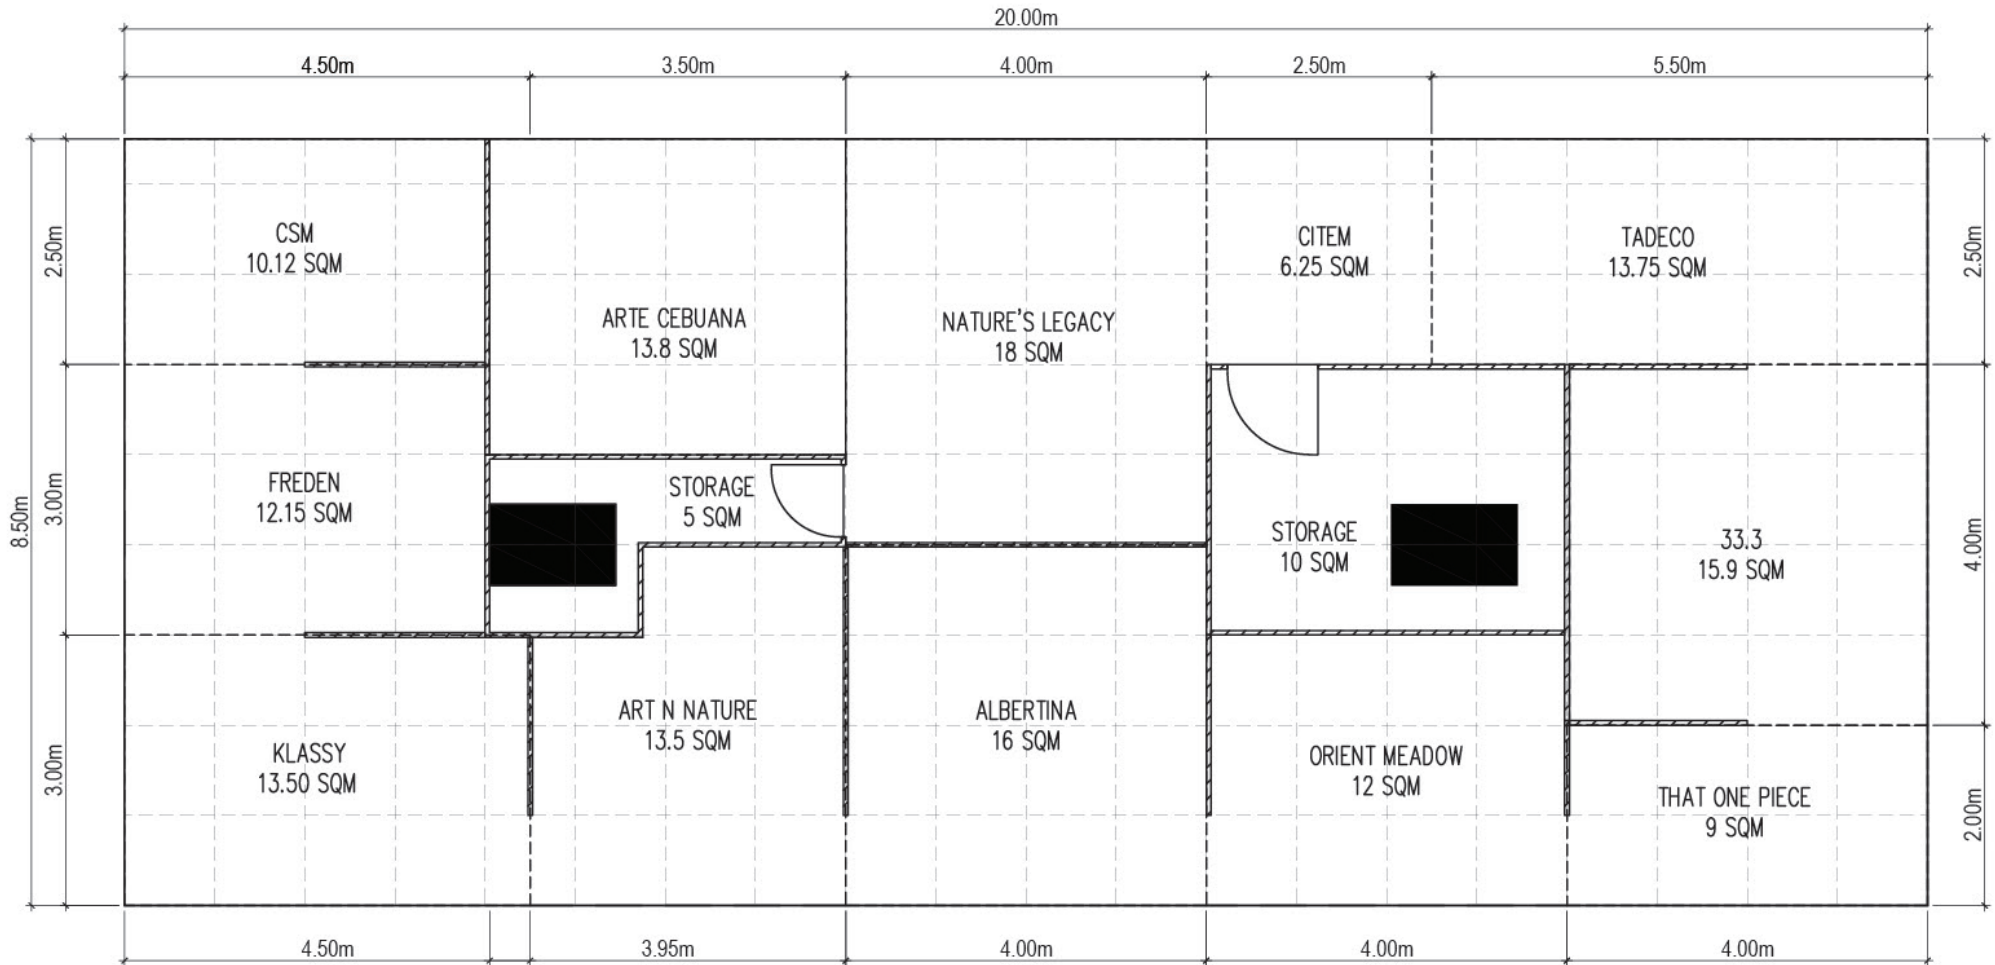 20.00m
4.50m
3.50m
4.00m
2.50m
5.50m
8.50m
2.50m
3.00m
3.00m
CSM
10.12 SQM
ARTE CEBUANA
13.8 SQM
NATURE'S LEGACY
18 SQM
CITEM
6.25 SQM
TADECO
13.75 SQM
2.50m
4.00m
2.00m
FREDEN
12.15 SQM
STORAGE
5 SQM
STORAGE
10 SQM
33.3
15.9 SQM
KLASSY
13.50 SQM
ART N NATURE
13.5 SQM
ALBERTINA
16 SQM
ORIENT MEADOW
12 SQM
THAT ONE PIECE
9 SQM
4.50m
3.95m
4.00m
4.00m
4.00m